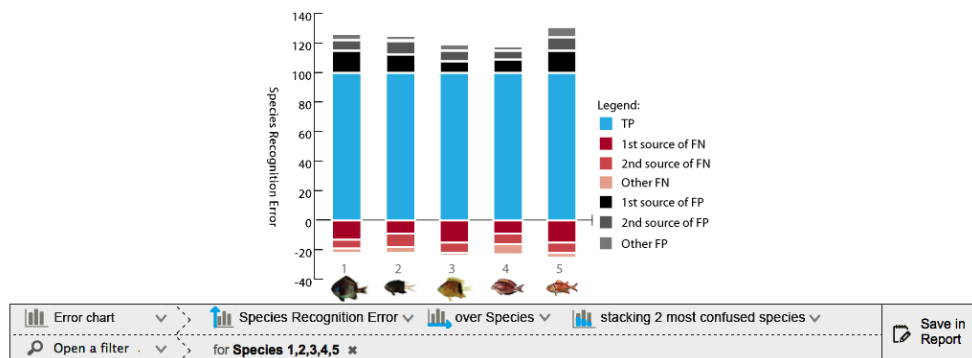 140
120
100
80
60
40
20
0
-20
-40
Species Recognition Error
1 2 3 4 5
Legend:
TP
1st source of FN
2nd source of FN
Other FN
1st source of FP
2nd source of FP
Other FP
Error chart Species Recognition Error over Species stacking 2 most confused species
Open a filter . for Species 1,2,3,4,5 ✖
Save in
Report